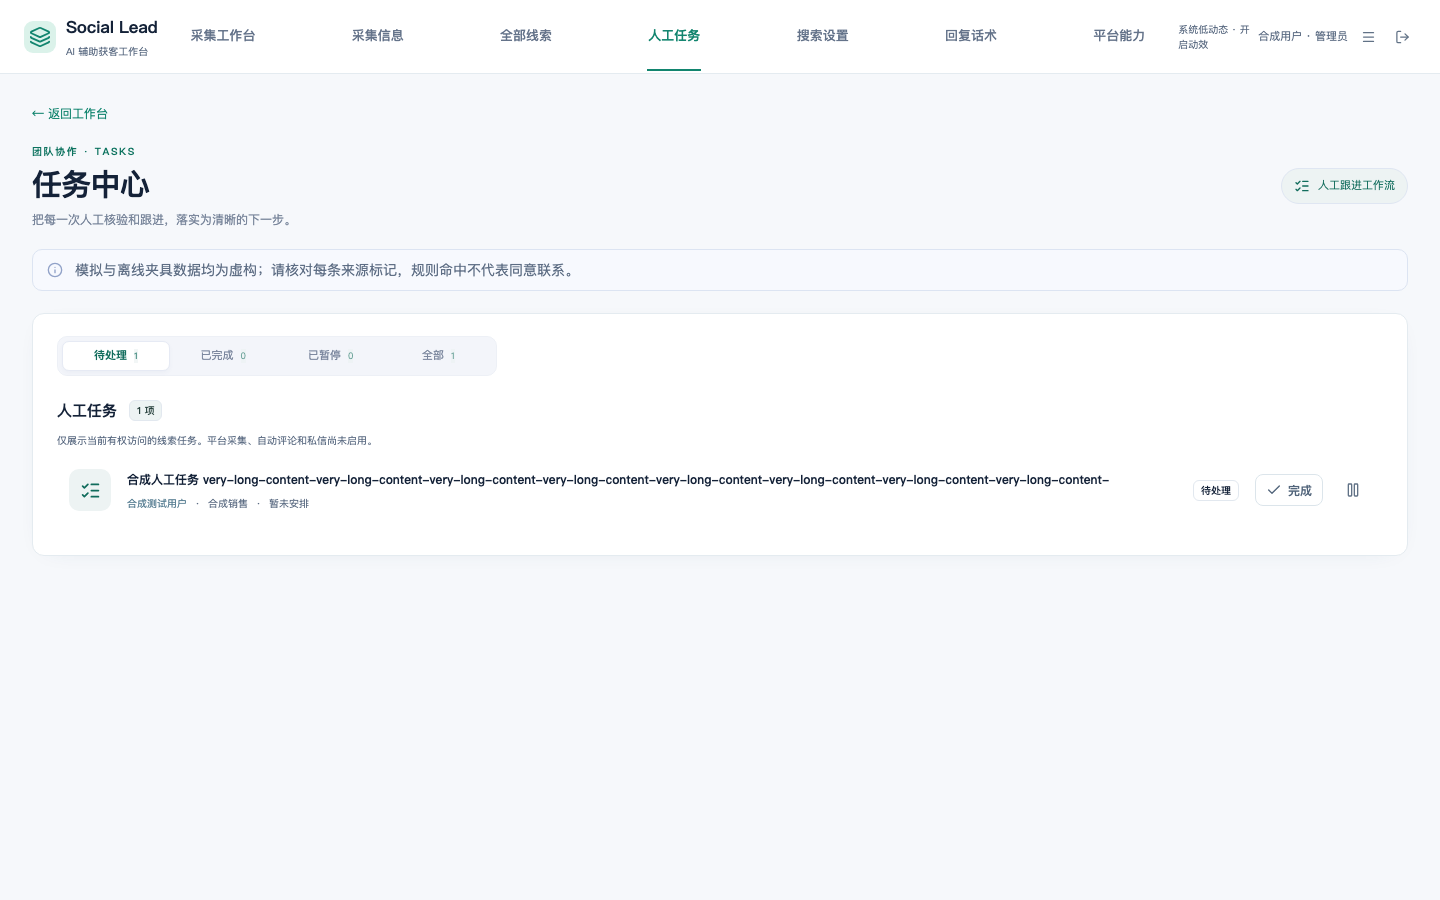 Social Lead
AI 辅助获客工作台
采集工作台
采集信息
全部线索
人工任务
搜索设置
回复话术
平台能力
系统低动态 · 开
启动效
合成用户 · 管理员
← 返回工作台
团队协作 · TASKS
任务中心
人工跟进工作流
把每一次人工核验和跟进，落实为清晰的下一步。
模拟与离线夹具数据均为虚构；请核对每条来源标记，规则命中不代表同意联系。
待处理 1
已完成 0
已暂停 0
全部 1
人工任务
1 项
仅展示当前有权访问的线索任务。平台采集、自动评论和私信尚未启用。
合成人工任务 very-long-content-very-long-content-very-long-content-very-long-content-very-long-content-very-long-content-very-long-content-very-long-content-
合成测试用户 · 合成销售 · 暂未安排
待处理
完成